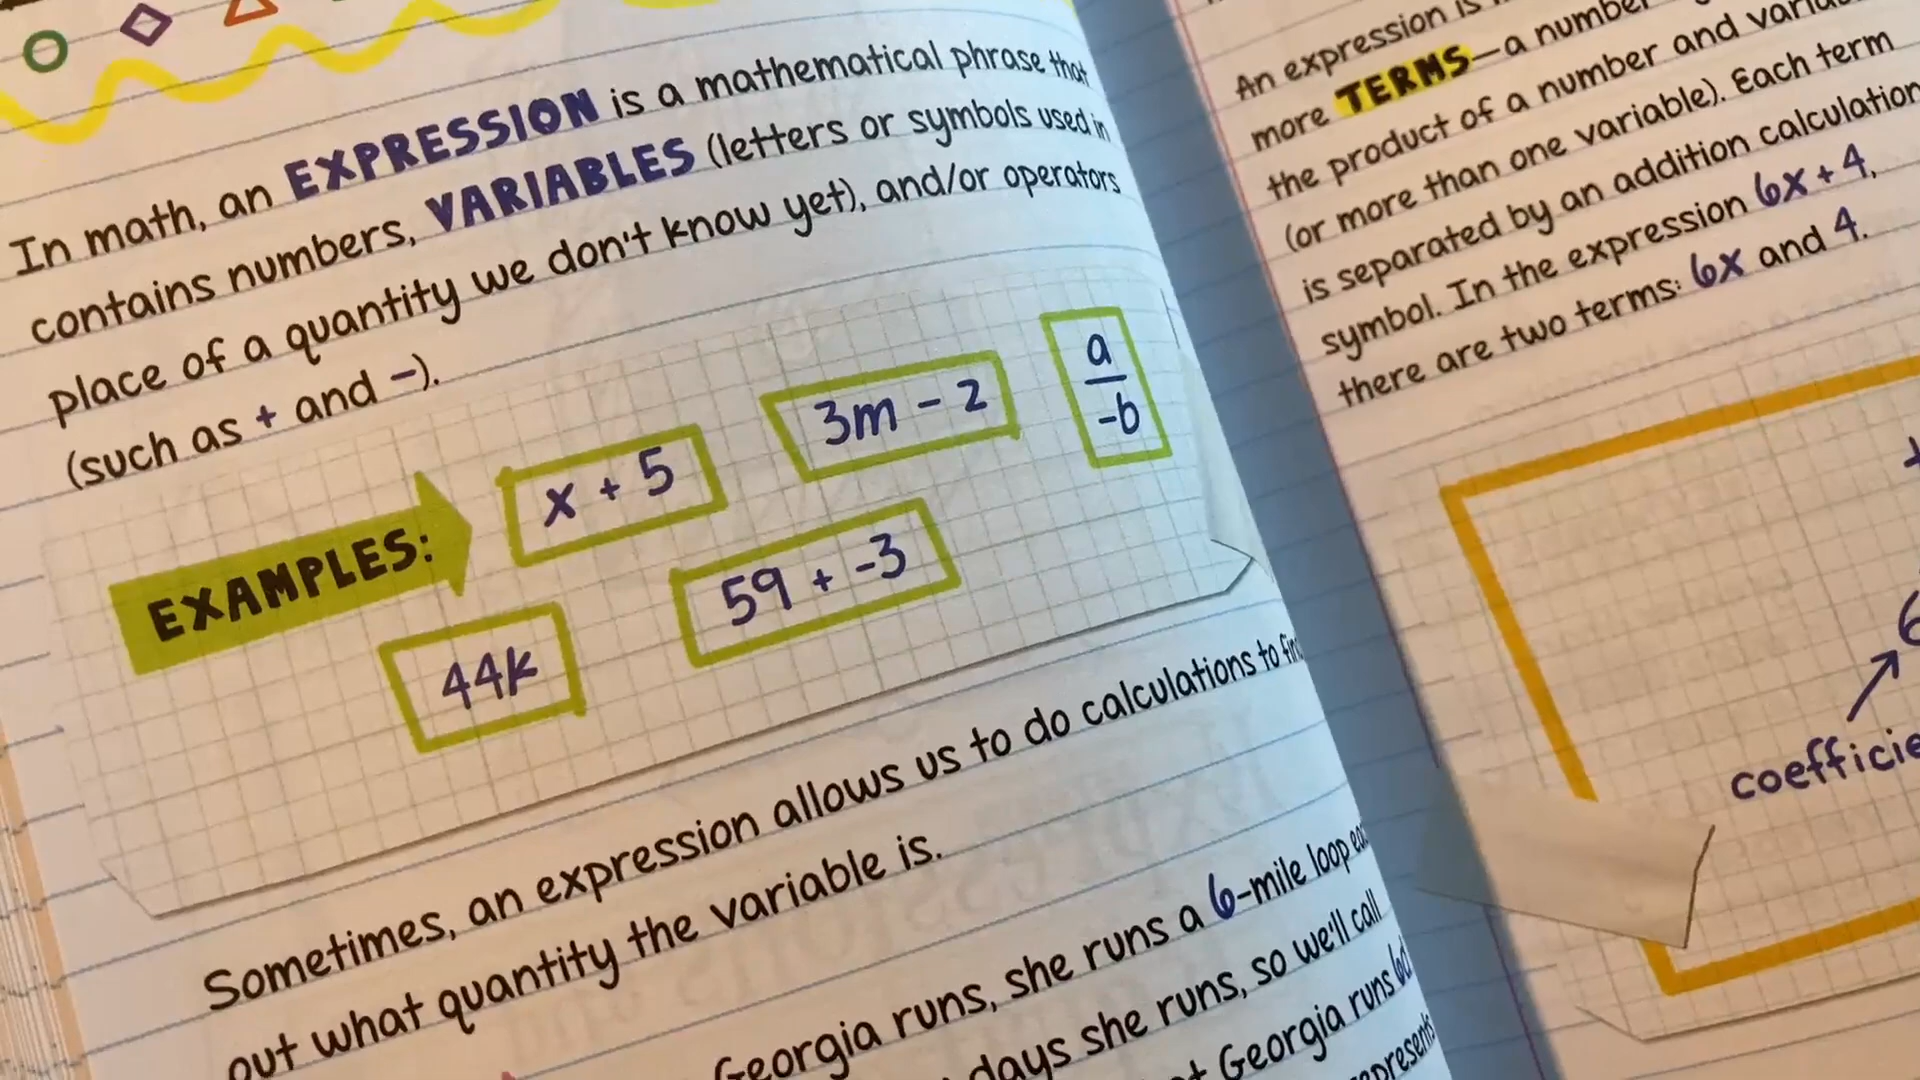 In math, an EXPRESSION is a mathematical phrase that
contains numbers, VARIABLES (letters or symbols used in
place of a quantity we don't know yet), and/or operators
(such as + and −).
EXAMPLES:
x + 5
3m − 2
a
-b
44k
59 + -3
Sometimes, an expression allows us to do calculations to
out what quantity the variable is.
Georgia runs, she runs a 6-mile loop
days she runs, so we'll call
Georgia runs 6d
An expression is
more TERMS—a number
the product of a number and
(or more than one variable). Each term
is separated by an addition calculation
symbol. In the expression 6x + 4,
there are two terms: 6x and 4.